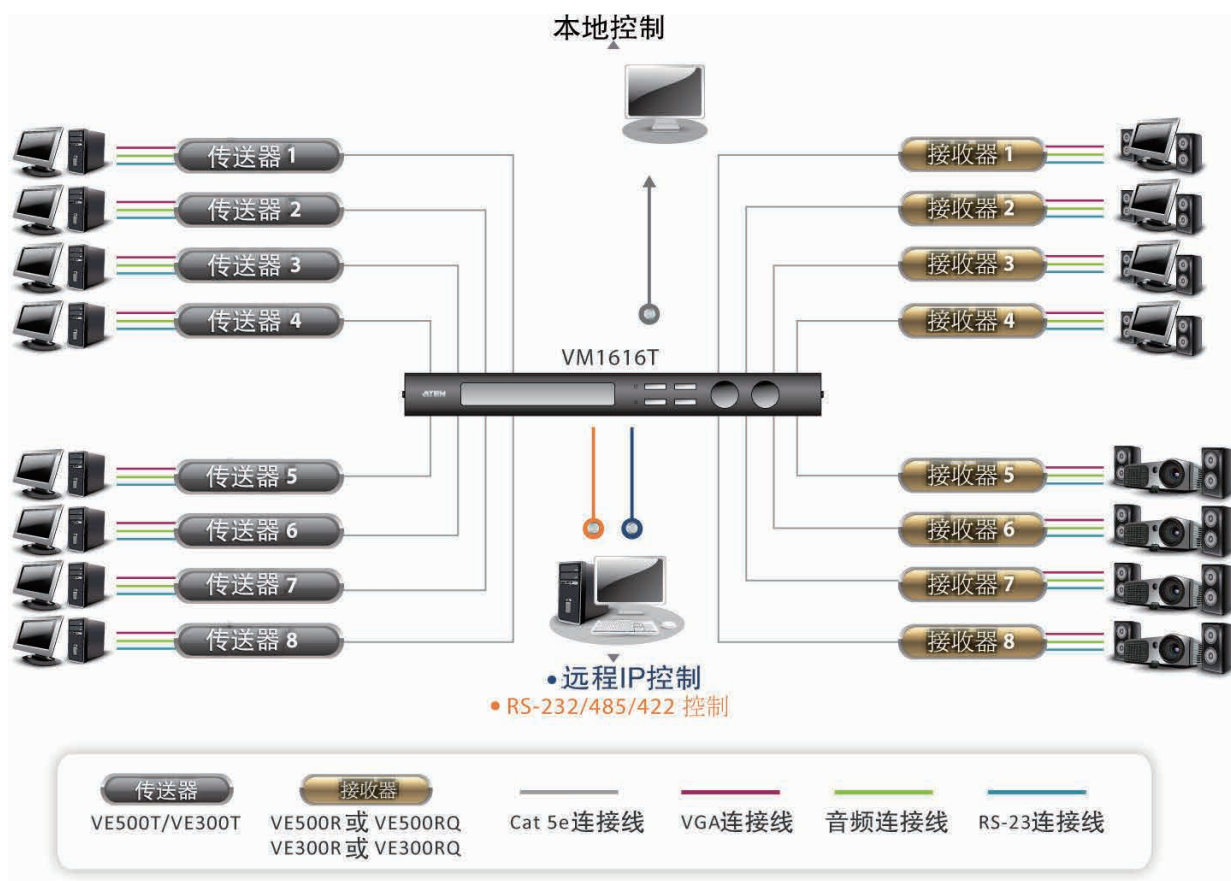 本地控制
传送器 1
传送器 2
传送器 3
传送器 4
接收器 1
接收器 2
接收器 3
接收器 4
VM1616T
ATEN
传送器 5
传送器 6
传送器 7
传送器 8
接收器 5
接收器 6
接收器 7
接收器 8
•远程IP控制
•RS-232/485/422 控制
传送器
VE500T/VE300T
接收器
VE500R 或 VE500RQ
VE300R 或 VE300RQ
Cat 5e连接线
VGA连接线
音频连接线
RS-23连接线